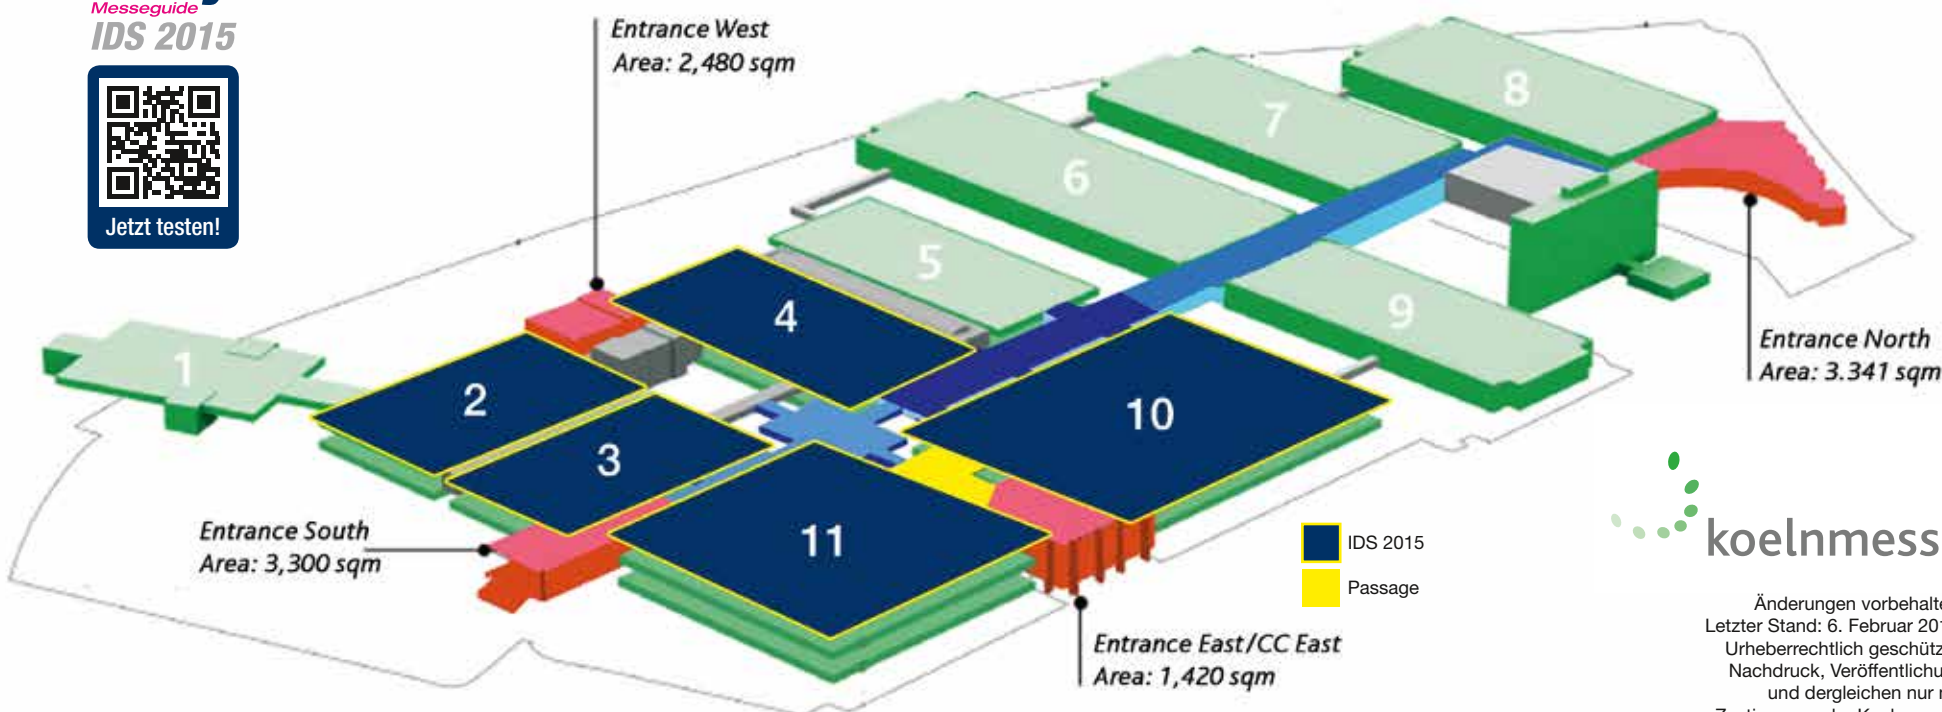 Messeguide
IDS 2015
Jetzt testen!
Entrance West
Area: 2,480 sqm
8
7
6
5
4
9
1
2
10
3
11
Entrance North
Area: 3.341 sqm
Entrance South
Area: 3,300 sqm
IDS 2015
Passage
Entrance East/CC East
Area: 1,420 sqm
koelnmess
Änderungen vorbehalte
Letzter Stand: 6. Februar 201
Urheberrechtlich geschütz
Nachdruck, Veröffentlichu
und dergleichen nur